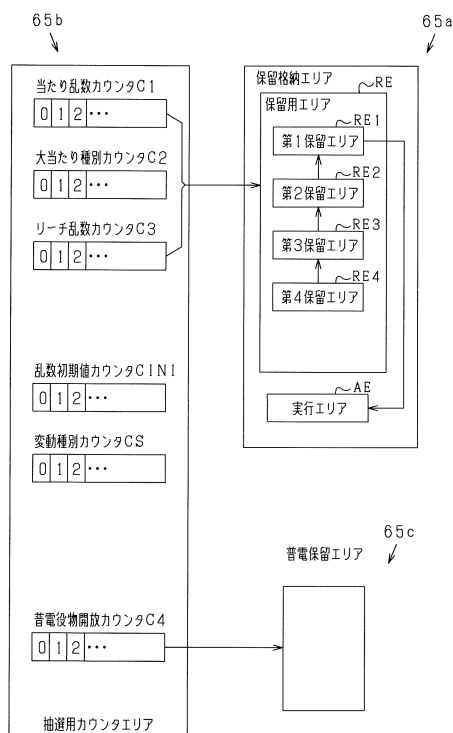 65b
65a
当たり乱数カウンタC1
0 1 2 ･･･
大当たり種別カウンタC2
0 1 2 ･･･
リーチ乱数カウンタC3
0 1 2 ･･･
乱数初期値カウンタCINI
0 1 2 ･･･
変動種別カウンタCS
0 1 2 ･･･
普電役物開放カウンタC4
0 1 2 ･･･
抽選用カウンタエリア
保留格納エリア
RE
保留用エリア
RE1
第1保留エリア
RE2
第2保留エリア
RE3
第3保留エリア
RE4
第4保留エリア
AE
実行エリア
65c
普電保留エリア